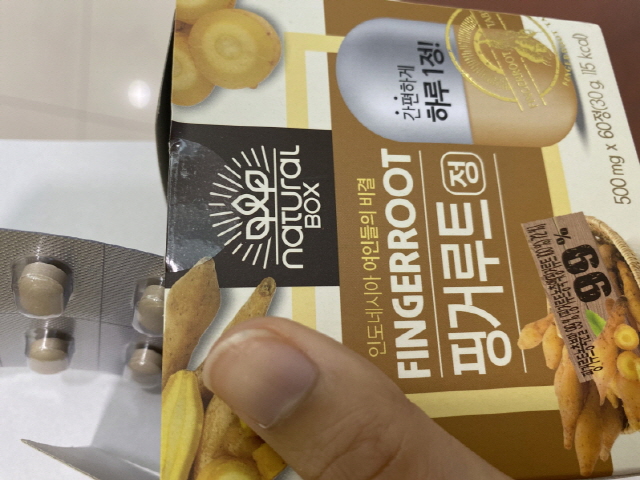 natural
BOX
간편하게
하루 1정!
인도네시아 여인들의 비결
FINGERROOT
핑거루트 정
99%
500mg x 60정(30g, 115 kcal)